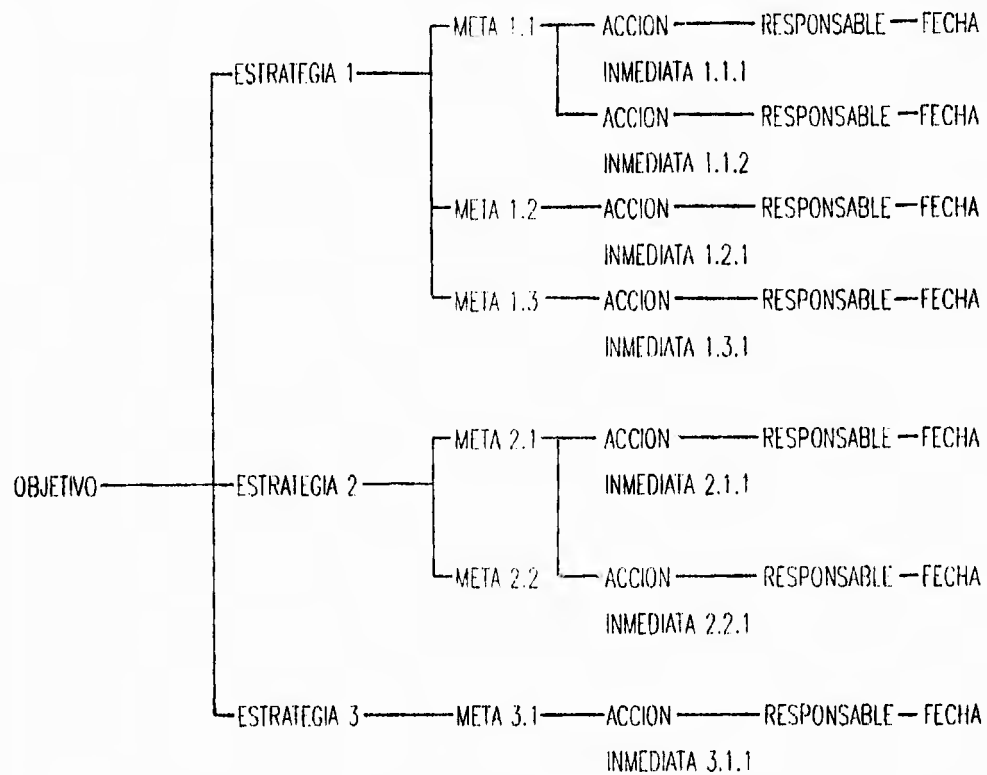 META 1.1 ACCION RESPONSABLE FECHA
ESTRATEGIA 1 INMEDIATA 1.1.1
ACCION RESPONSABLE FECHA
INMEDIATA 1.1.2
META 1.2 ACCION RESPONSABLE FECHA
INMEDIATA 1.2.1
META 1.3 ACCION RESPONSABLE FECHA
INMEDIATA 1.3.1
META 2.1 ACCION RESPONSABLE FECHA
OBJETIVO ESTRATEGIA 2 INMEDIATA 2.1.1
META 2.2 ACCION RESPONSABLE FECHA
INMEDIATA 2.2.1
ESTRATEGIA 3 META 3.1 ACCION RESPONSABLE FECHA
INMEDIATA 3.1.1